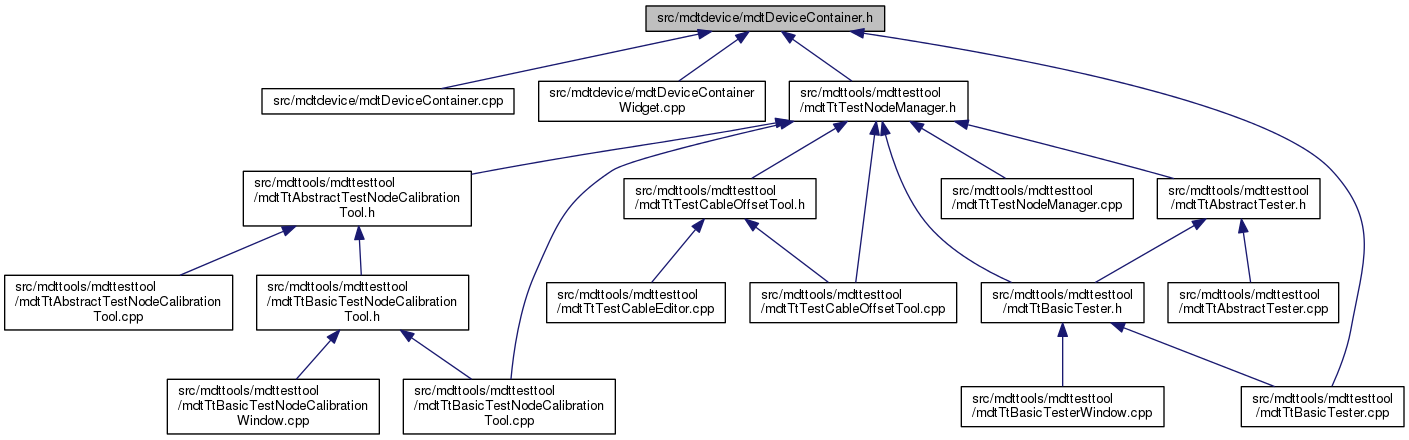 src/mdtdevice/mdtDeviceContainer.h
src/mdtdevice/mdtDeviceContainer.cpp
src/mdtdevice/mdtDeviceContainer
Widget.cpp
src/mdttools/mdttesttool
/mdtTtTestNodeManager.h
src/mdttools/mdttesttool
/mdtTtAbstractTestNodeCalibration
Tool.h
src/mdttools/mdttesttool
/mdtTtTestCableOffsetTool.h
src/mdttools/mdttesttool
/mdtTtTestNodeManager.cpp
src/mdttools/mdttesttool
/mdtTtAbstractTester.h
src/mdttools/mdttesttool
/mdtTtAbstractTestNodeCalibration
Tool.cpp
src/mdttools/mdttesttool
/mdtTtBasicTestNodeCalibration
Tool.h
src/mdttools/mdttesttool
/mdtTtTestCableEditor.cpp
src/mdttools/mdttesttool
/mdtTtTestCableOffsetTool.cpp
src/mdttools/mdttesttool
/mdtTtBasicTester.h
src/mdttools/mdttesttool
/mdtTtAbstractTester.cpp
src/mdttools/mdttesttool
/mdtTtBasicTestNodeCalibration
Window.cpp
src/mdttools/mdttesttool
/mdtTtBasicTestNodeCalibration
Tool.cpp
src/mdttools/mdttesttool
/mdtTtBasicTesterWindow.cpp
src/mdttools/mdttesttool
/mdtTtBasicTester.cpp